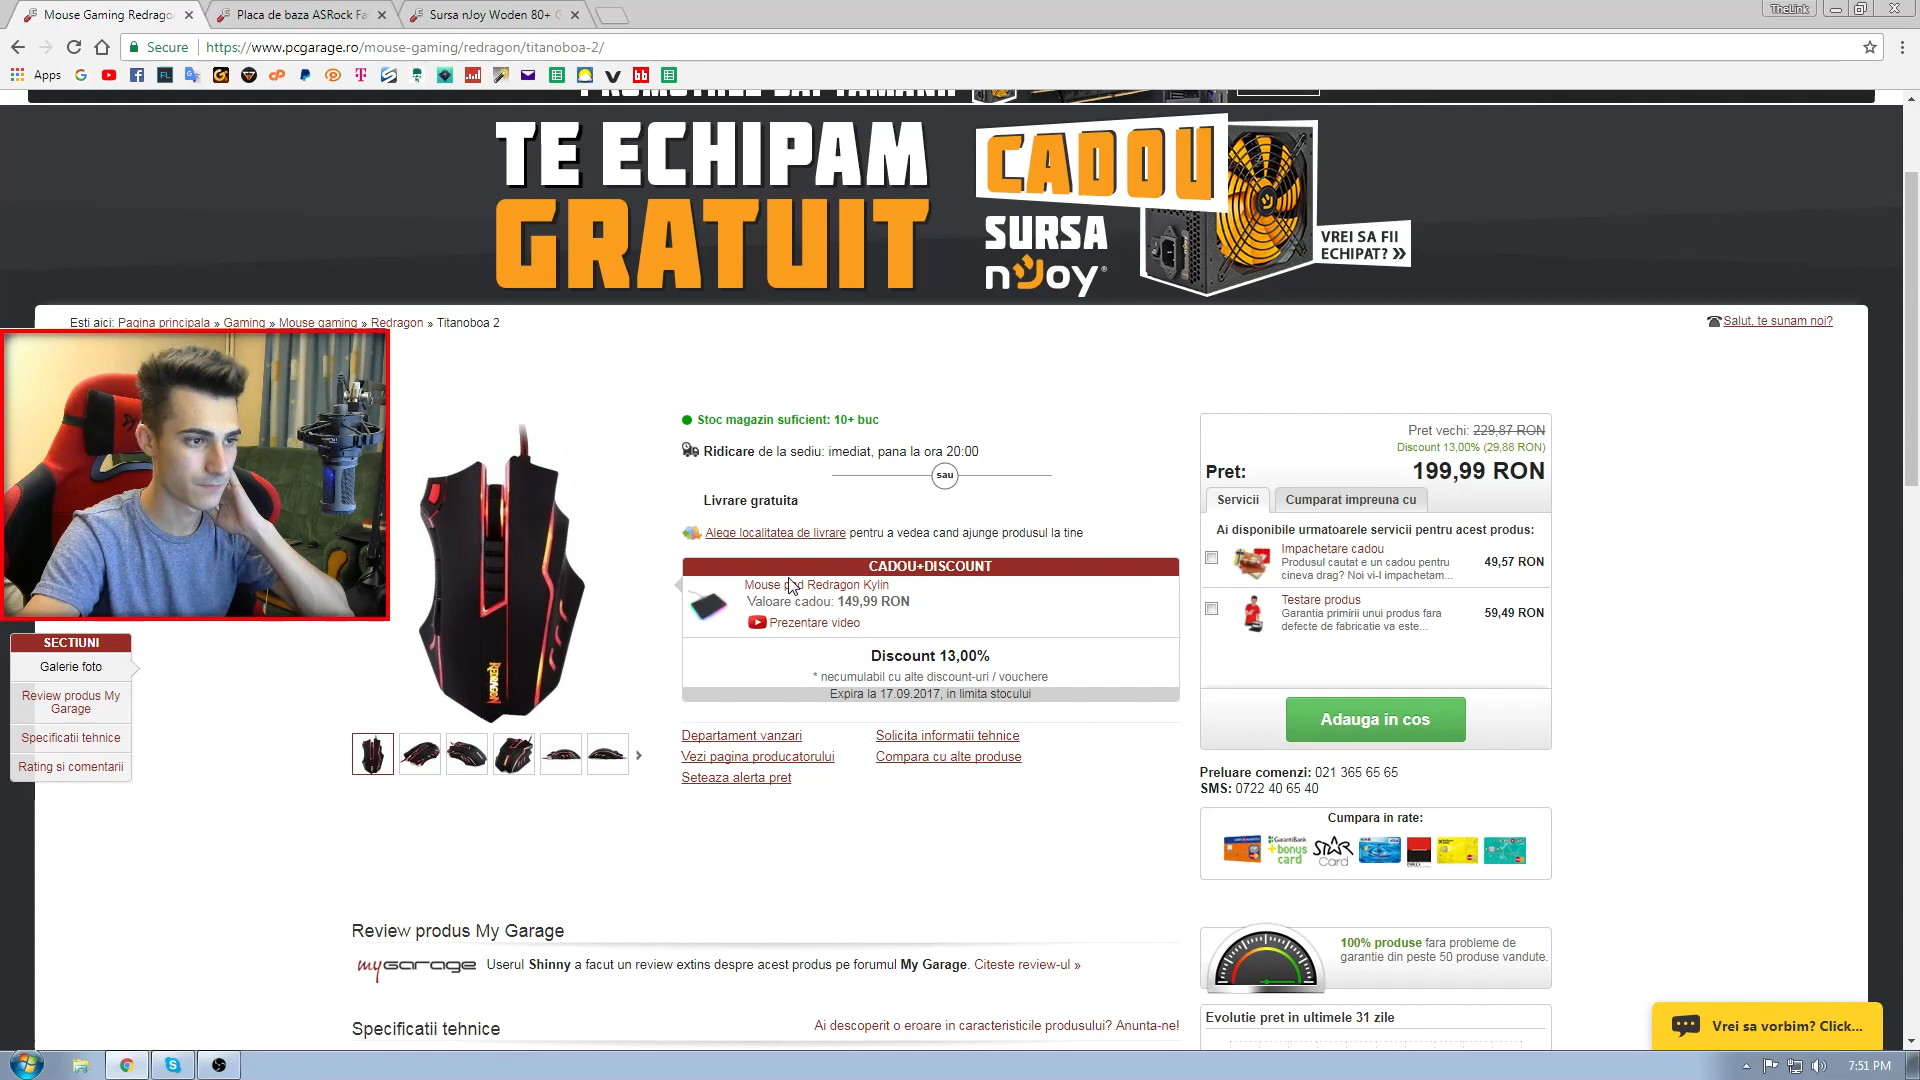 Mouse Gaming Redragon
Placa de baza ASRock Fa
Sursa nJoy Woden 80+ G
TheLink
Secure
https://www.pcgarage.ro/mouse-gaming/redragon/titanoboa-2/
Apps
TE ECHIPAM
GRATUIT
CADOU
SURSA
nJoy®
VREI SA FII
ECHIPAT? »
Esti aici: Pagina principala » Gaming » Mouse gaming » Redragon » Titanoboa 2
Salut, te sunam noi?
Stoc magazin suficient: 10+ buc
Ridicare de la sediu: imediat, pana la ora 20:00
sau
Livrare gratuita
Alege localitatea de livrare pentru a vedea cand ajunge produsul la tine
CADOU+DISCOUNT
Mouse pad Redragon Kylin
Valoare cadou: 149,99 RON
Prezentare video
Discount 13,00%
* necumulabil cu alte discount-uri / vouchere
Expira la 17.09.2017, in limita stocului
Departament vanzari
Solicita informatii tehnice
Vezi pagina producatorului
Compara cu alte produse
Seteaza alerta pret
Pret vechi: 229,87 RON
Discount 13,00% (29,88 RON)
Pret: 199,99 RON
Servicii
Cumparat impreuna cu
Ai disponibile urmatoarele servicii pentru acest produs:
Impachetare cadou
Produsul cautat e un cadou pentru
cineva drag? Noi vi-l impachetam...
49,57 RON
Testare produs
Garantia primirii unui produs fara
defecte de fabricatie va este...
59,49 RON
Adauga in cos
Preluare comenzi: 021 365 65 65
SMS: 0722 40 65 40
Cumpara in rate:
GarantiBank
+bonus
card
STAR
Card
SECTIUNI
Galerie foto
Review produs My
Garage
Specificatii tehnice
Rating si comentarii
REDRAGON
Review produs My Garage
myGARAGE
Userul Shinny a facut un review extins despre acest produs pe forumul My Garage. Citeste review-ul »
100% produse fara probleme de
garantie din peste 50 produse vandute.
Specificatii tehnice
Ai descoperit o eroare in caracteristicile produsului? Anunta-ne!
Evolutie pret in ultimele 31 zile
Vrei sa vorbim? Click...
7:51 PM